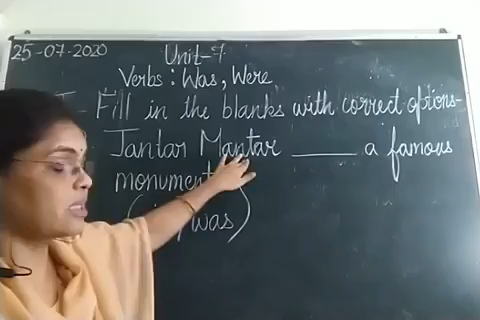 25-07-2020
Unit-7
Verbs: Was, Were
I- Fill in the blanks with correct options-
Jantar Mantar ____ a famous
monument
was)